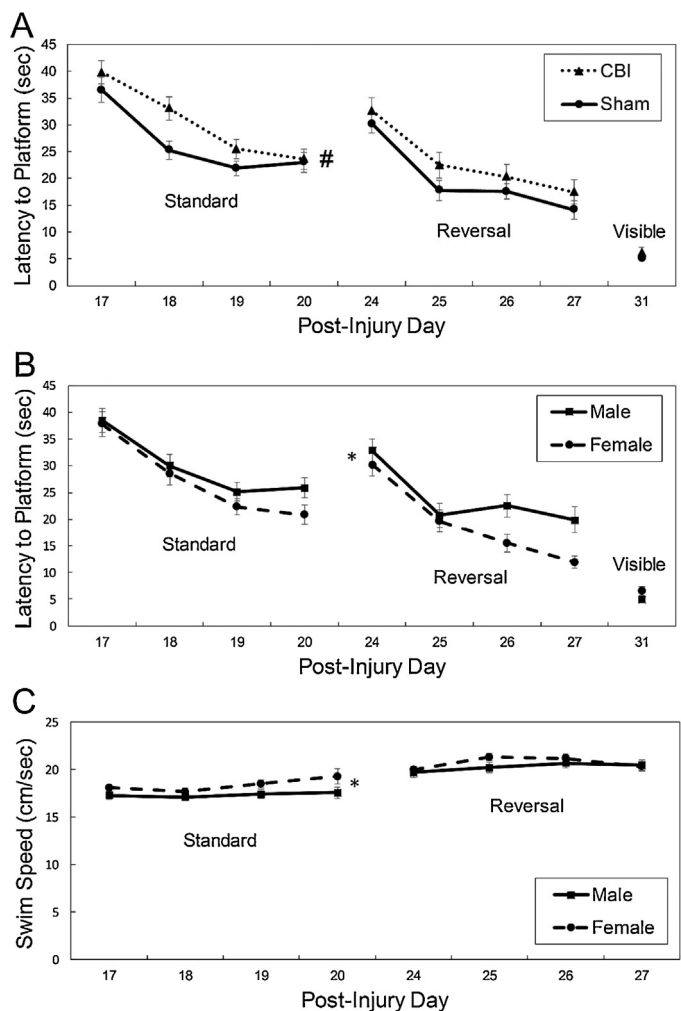 A
Latency to Platform (sec)
45
40
35
30
25
20
15
10
5
0
CBI
Sham
#
Standard
Reversal
Visible
17 18 19 20 24 25 26 27 31
Post-Injury Day
B
Latency to Platform (sec)
45
40
35
30
25
20
15
10
5
0
Male
Female
*
Standard
Reversal
Visible
17 18 19 20 24 25 26 27 31
Post-Injury Day
C
Swim Speed (cm/sec)
25
20
15
10
5
0
*
Standard
Reversal
Male
Female
17 18 19 20 24 25 26 27
Post-Injury Day